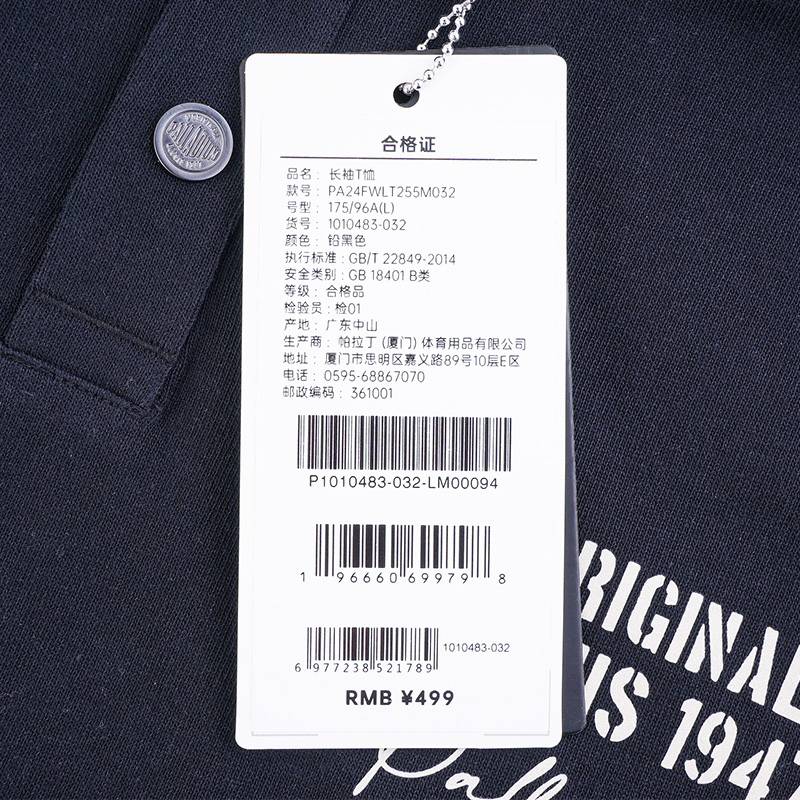 PALLADIUM
合格证
品名：长袖T恤
款号：PA24FWLT255M032
号型：175/96A(L)
货号：1010483-032
颜色：铅黑色
执行标准：GB/T 22849-2014
安全类别：GB 18401 B类
等级：合格品
检验员：检01
产地：广东中山
生产商：帕拉丁 (厦门) 体育用品有限公司
地址：厦门市思明区嘉义路89号10层E区
电话：0595-68867070
邮政编码：361001
P1010483-032-LM00094
1 96660 69979 8
1010483-032
6 977238 521789
RMB ¥499
RIGINAL
US 1947
Pall